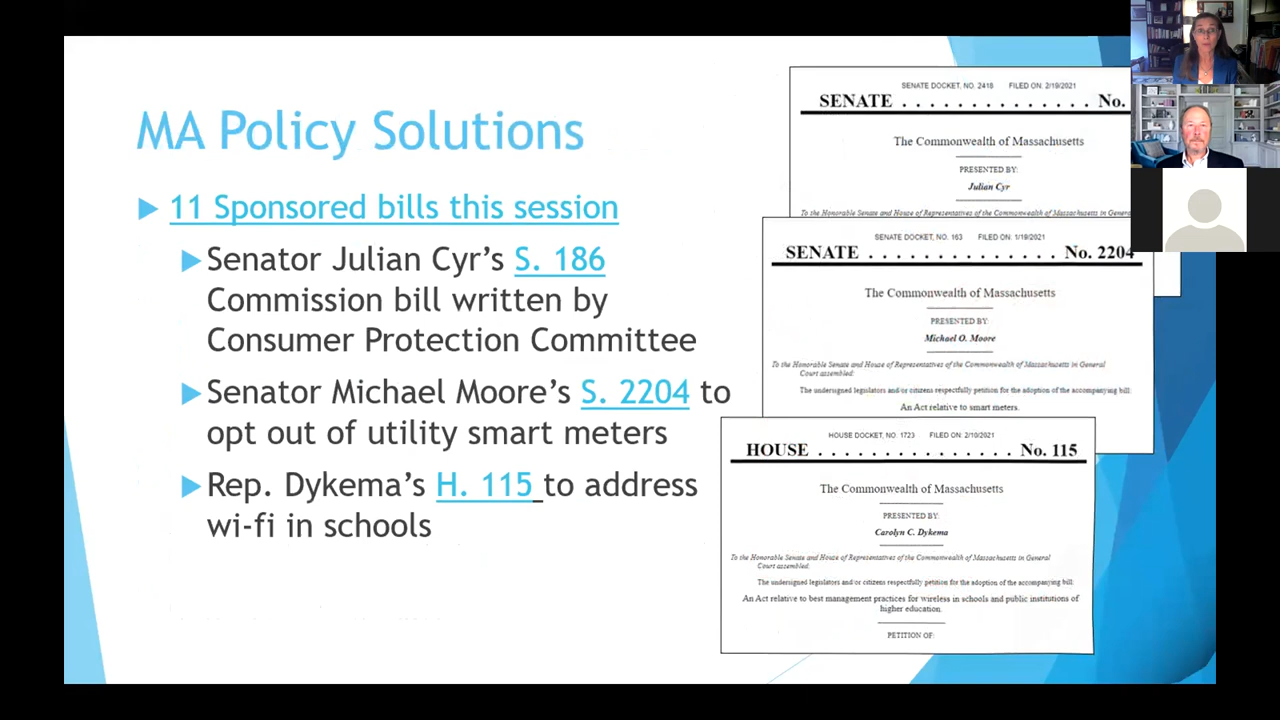 MA Policy Solutions
11 Sponsored bills this session
Senator Julian Cyr's S. 186
Commission bill written by
Consumer Protection Committee
Senator Michael Moore's S. 2204 to
opt out of utility smart meters
Rep. Dykema's H. 115 to address
wi-fi in schools
SENATE DOCKET, NO. 2418 FILED ON: 2/19/2021
SENATE . . . . . . . . . . . . . . . No.
The Commonwealth of Massachusetts
PRESENTED BY:
Julian Cyr
To the Honorable Senate and House of Representatives of the Commonwealth of Massachusetts in Genera
SENATE DOCKET, NO. 163 FILED ON: 1/19/2021
SENATE . . . . . . . . . . . . . . . No. 2204
The Commonwealth of Massachusetts
PRESENTED BY:
Michael O. Moore
To the Honorable Senate and House of Representatives of the Commonwealth of Massachusetts in General
Court assembled:
The undersigned legislators and/or citizens respectfully petition for the adoption of the accompanying bill:
An Act relative to smart meters.
HOUSE DOCKET, NO. 1723 FILED ON: 2/10/2021
HOUSE . . . . . . . . . . . . . . . . No. 115
The Commonwealth of Massachusetts
PRESENTED BY:
Carolyn C. Dykema
To the Honorable Senate and House of Representatives of the Commonwealth of Massachusetts in General
Court assembled:
The undersigned legislators and/or citizens respectfully petition for the adoption of the accompanying bill:
An Act relative to best management practices for wireless in schools and public institutions of
higher education.
PETITION OF: